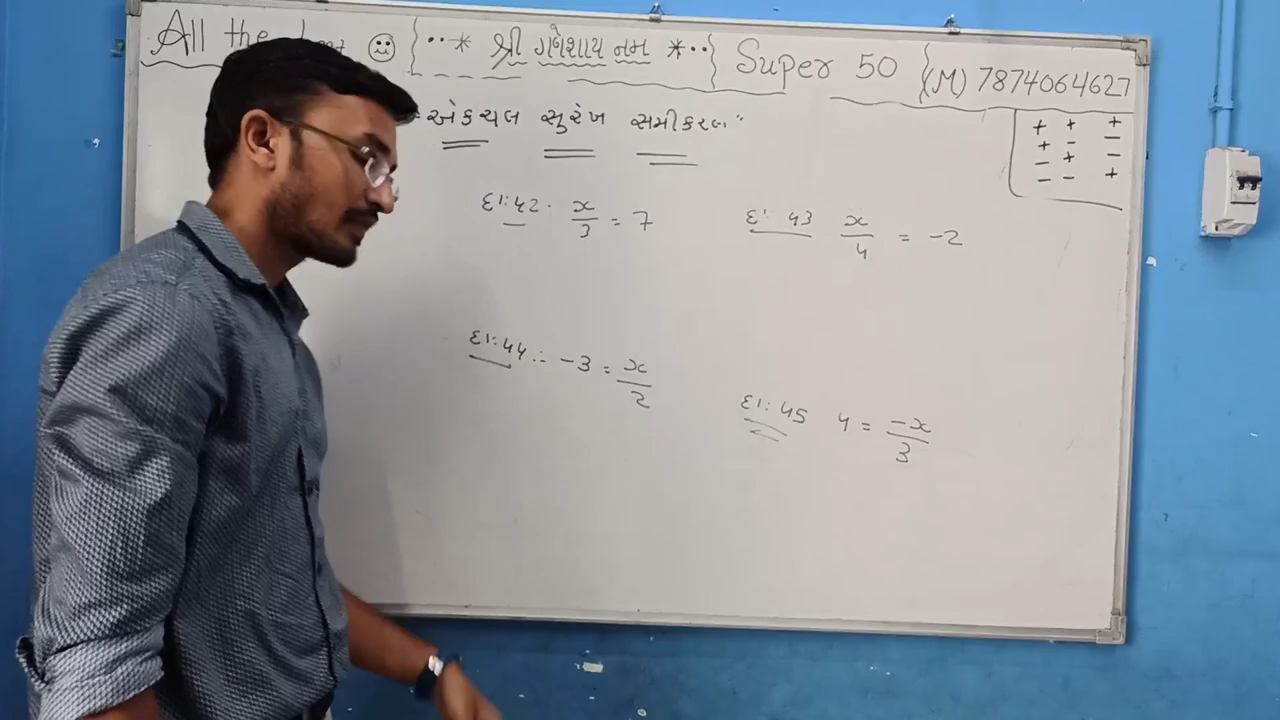 All the best ☺ {··* શ્રી ગણેશાય નમ *··} Super 50 {(M) 7874064627
એકચલ સુરેખ સમીકરણ"
+ + +
+ - -
- + -
- - +
દા:42. x/3 = 7
દા: 43 x/4 = -2
દા:44 ∴ -3 = x/2
દા:45 4 = -x/3